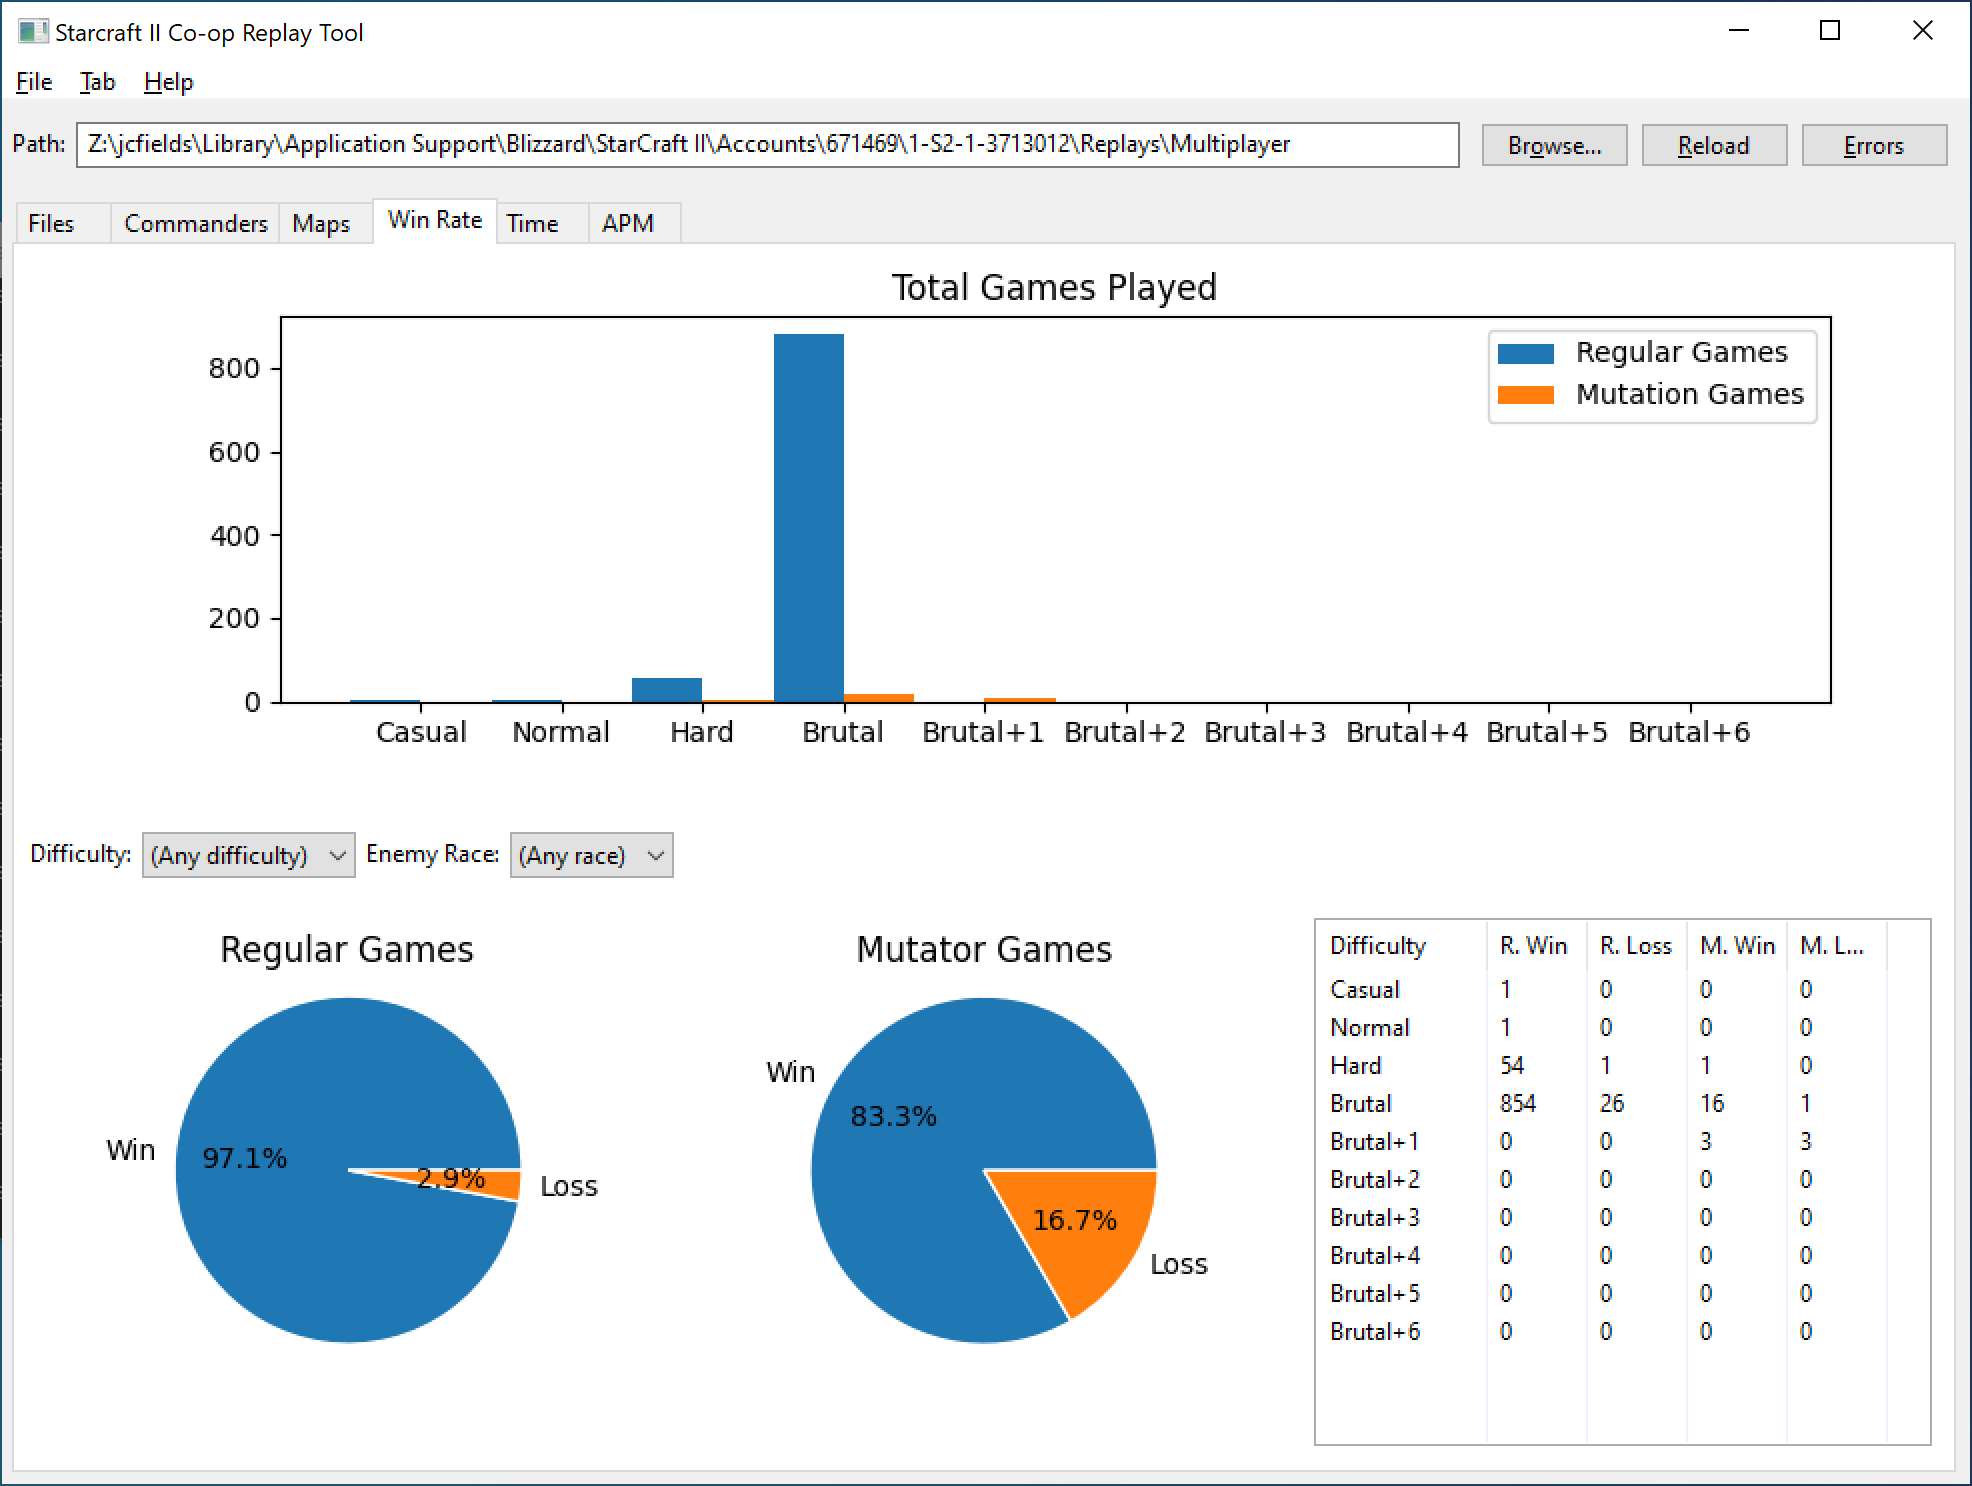 Starcraft II Co-op Replay Tool
File Tab Help
Path: Z:\jcfields\Library\Application Support\Blizzard\StarCraft II\Accounts\671469\1-S2-1-3713012\Replays\Multiplayer Browse... Reload Errors
Files Commanders Maps Win Rate Time APM
Total Games Played
Regular Games
Mutation Games
800
600
400
200
0
Casual Normal Hard Brutal Brutal+1 Brutal+2 Brutal+3 Brutal+4 Brutal+5 Brutal+6
Difficulty: (Any difficulty) Enemy Race: (Any race)
Regular Games
Win
97.1%
2.9%
Loss
Mutator Games
Win
83.3%
16.7%
Loss
Difficulty R. Win R. Loss M. Win M. L...
Casual 1 0 0 0
Normal 1 0 0 0
Hard 54 1 1 0
Brutal 854 26 16 1
Brutal+1 0 0 3 3
Brutal+2 0 0 0 0
Brutal+3 0 0 0 0
Brutal+4 0 0 0 0
Brutal+5 0 0 0 0
Brutal+6 0 0 0 0